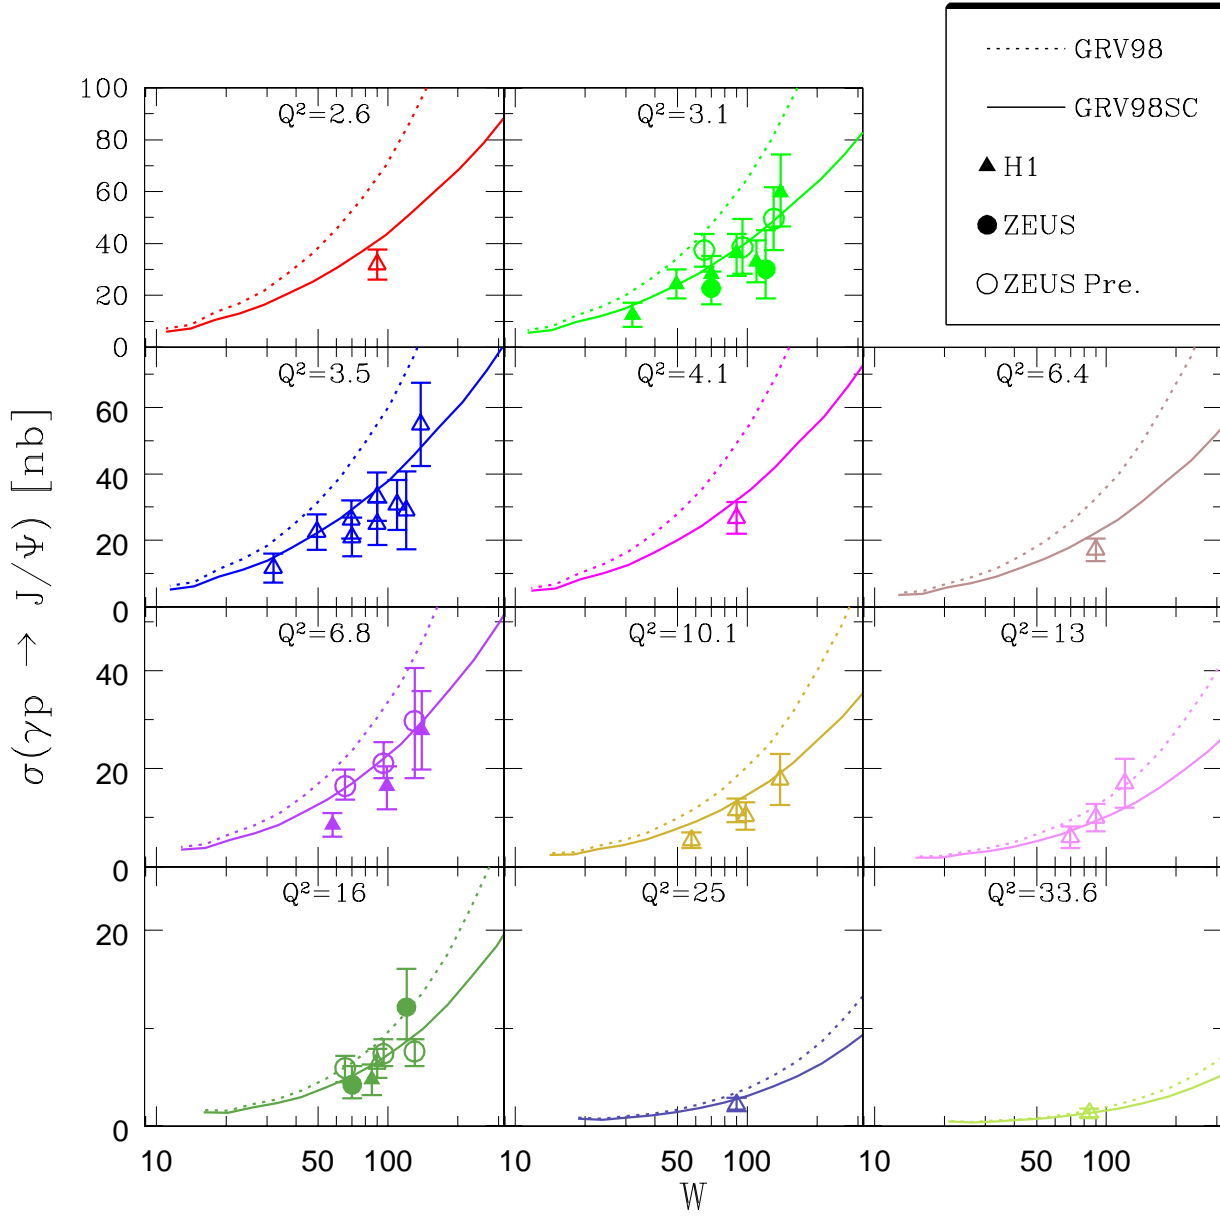 GRV98
GRV98SC
H1
ZEUS
ZEUS Pre.
100
80
60
40
20
0
Q²=2.6
Q²=3.1
60
40
20
0
Q²=3.5
Q²=4.1
Q²=6.4
40
20
0
Q²=6.8
Q²=10.1
Q²=13
20
0
Q²=16
Q²=25
Q²=33.6
10 50 100 10 50 100 10 50 100
W
σ(γp → J/Ψ) [nb]